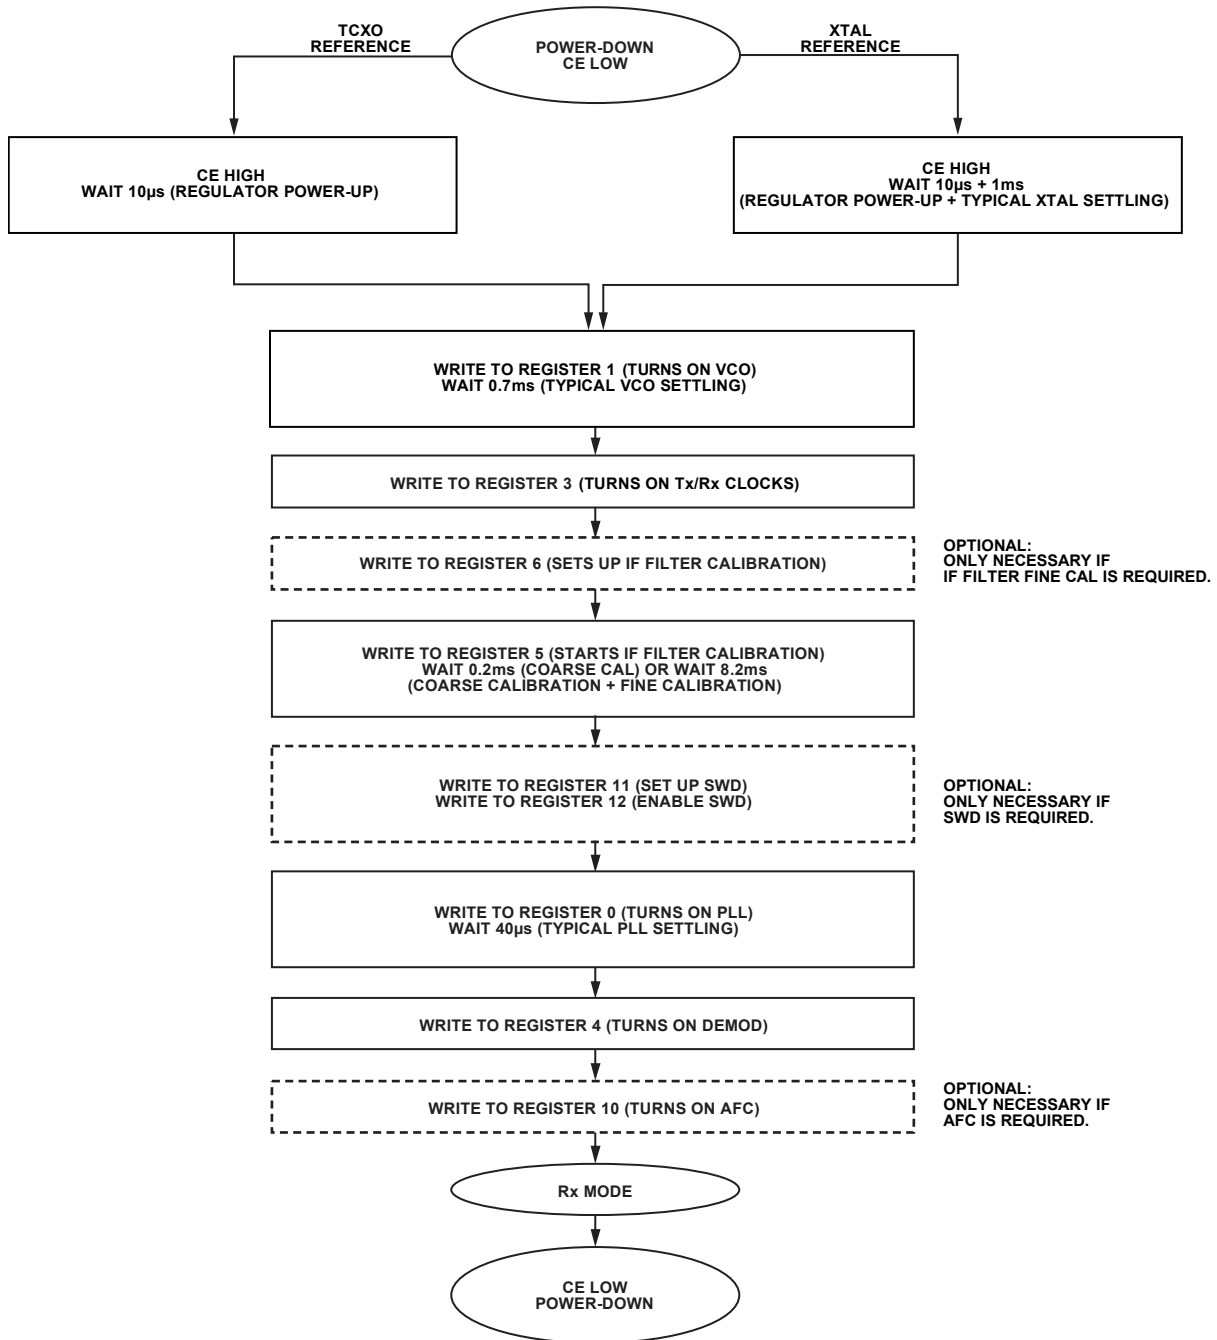 TCXO
REFERENCE
POWER-DOWN
CE LOW
XTAL
REFERENCE
CE HIGH
WAIT 10µs (REGULATOR POWER-UP)
CE HIGH
WAIT 10µs + 1ms
(REGULATOR POWER-UP + TYPICAL XTAL SETTLING)
WRITE TO REGISTER 1 (TURNS ON VCO)
WAIT 0.7ms (TYPICAL VCO SETTLING)
WRITE TO REGISTER 3 (TURNS ON Tx/Rx CLOCKS)
WRITE TO REGISTER 6 (SETS UP IF FILTER CALIBRATION)
OPTIONAL:
ONLY NECESSARY IF
IF FILTER FINE CAL IS REQUIRED.
WRITE TO REGISTER 5 (STARTS IF FILTER CALIBRATION)
WAIT 0.2ms (COARSE CAL) OR WAIT 8.2ms
(COARSE CALIBRATION + FINE CALIBRATION)
WRITE TO REGISTER 11 (SET UP SWD)
WRITE TO REGISTER 12 (ENABLE SWD)
OPTIONAL:
ONLY NECESSARY IF
SWD IS REQUIRED.
WRITE TO REGISTER 0 (TURNS ON PLL)
WAIT 40µs (TYPICAL PLL SETTLING)
WRITE TO REGISTER 4 (TURNS ON DEMOD)
WRITE TO REGISTER 10 (TURNS ON AFC)
OPTIONAL:
ONLY NECESSARY IF
AFC IS REQUIRED.
Rx MODE
CE LOW
POWER-DOWN